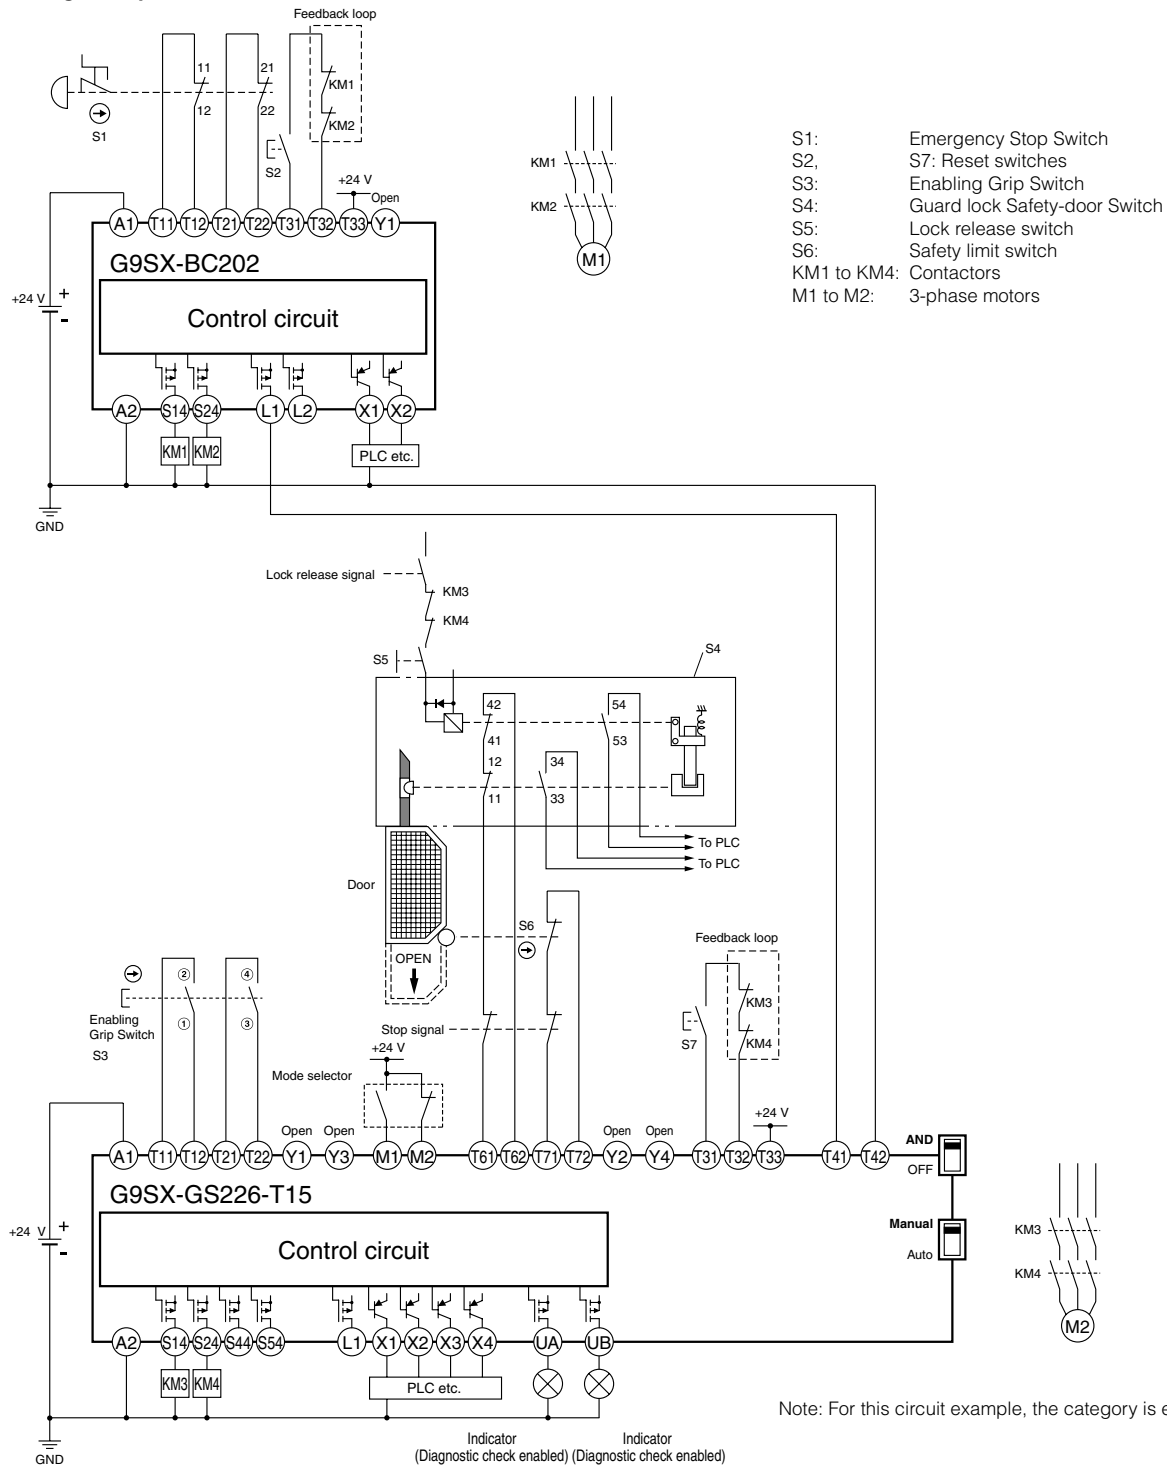 Feedback loop
11
21
KM1
12
22
KM2
S1
S2
+24 V
Open
A1 T11 T12 T21 T22 T31 T32 T33 Y1
G9SX-BC202
+24 V
+
-
Control circuit
A2 S14 S24 L1 L2 X1 X2
KM1 KM2
PLC etc.
GND
KM1
KM2
M1
S1: Emergency Stop Switch
S2, S7: Reset switches
S3: Enabling Grip Switch
S4: Guard lock Safety-door Switch
S5: Lock release switch
S6: Safety limit switch
KM1 to KM4: Contactors
M1 to M2: 3-phase motors
Lock release signal
KM3
KM4
S5
S4
42
54
41
53
12
34
11
33
To PLC
To PLC
Door
S6
OPEN
Feedback loop
② ④
KM3
① ③
Enabling
Grip Switch
S3
Stop signal
+24 V
S7
KM4
Mode selector
+24 V
Open Open
Open Open
A1 T11 T12 T21 T22 Y1 Y3 M1 M2 T61 T62 T71 T72 Y2 Y4 T31 T32 T33 T41 T42
AND
OFF
G9SX-GS226-T15
+24 V
+
-
Manual
Auto
Control circuit
KM3
KM4
M2
A2 S14 S24 S44 S54 L1 X1 X2 X3 X4 UA UB
KM3 KM4
PLC etc.
Note: For this circuit example, the category is
GND
Indicator
(Diagnostic check enabled)
Indicator
(Diagnostic check enabled)